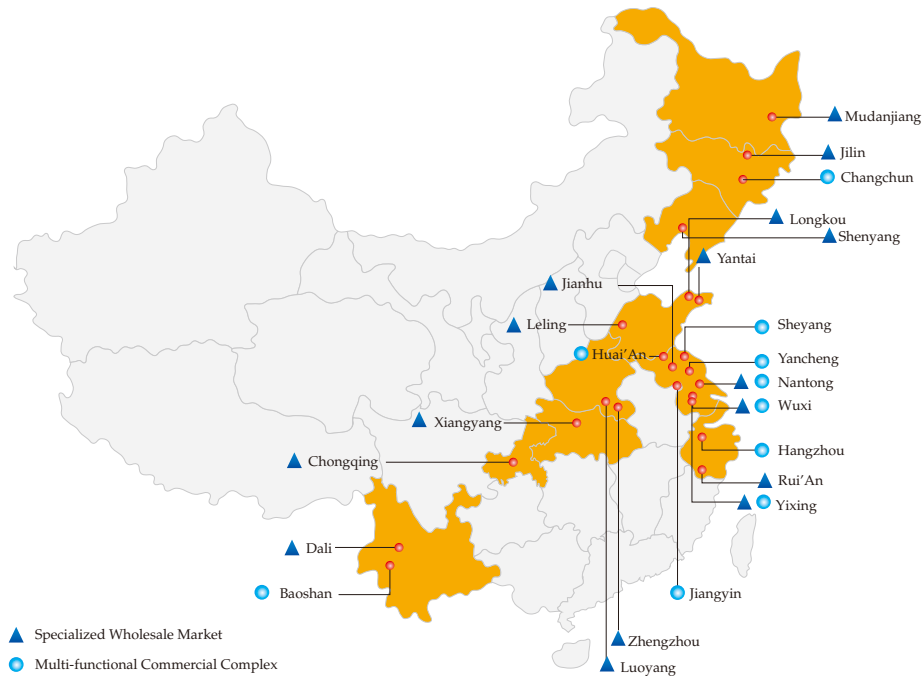 Mudanjiang
Jilin
Changchun
Longkou
Shenyang
Yantai
Jianhu
Leling
Sheyang
Huai'An
Yancheng
Nantong
Wuxi
Xiangyang
Hangzhou
Chongqing
Rui'An
Yixing
Dali
Baoshan
Jiangyin
Specialized Wholesale Market
Zhengzhou
Multi-functional Commercial Complex
Luoyang